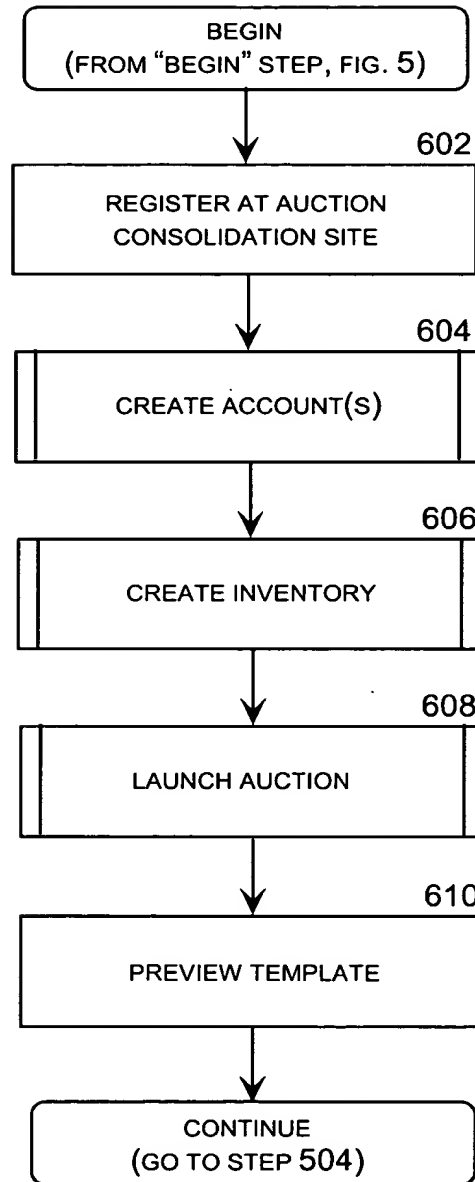 BEGIN
(FROM “BEGIN” STEP, FIG. 5)
602
REGISTER AT AUCTION
CONSOLIDATION SITE
604
CREATE ACCOUNT(S)
606
CREATE INVENTORY
608
LAUNCH AUCTION
610
PREVIEW TEMPLATE
CONTINUE
(GO TO STEP 504)